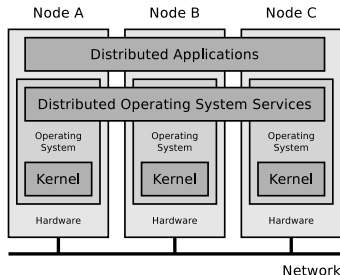 Node A Node B Node C
Distributed Applications
Distributed Operating System Services
Operating Operating Operating
System System System
Kernel Kernel Kernel
Hardware Hardware Hardware
Network